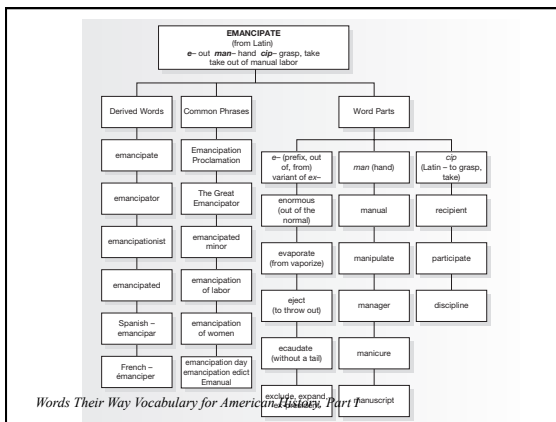 EMANCIPATE
(from Latin)
e– out man– hand cip– grasp, take
take out of manual labor
Derived Words
Common Phrases
Word Parts
emancipate
emancipator
emancipationist
emancipated
Spanish –
emancipar
French –
émanciper
Emancipation
Proclamation
The Great
Emancipator
emancipated
minor
emancipation
of labor
emancipation
of women
emancipation day
emancipation edict
Emanual
e– (prefix, out
of, from)
variant of ex–
enormous
(out of the
normal)
evaporate
(from vaporize)
eject
(to throw out)
ecaudate
(without a tail)
exclude, expand,
ex-president
man (hand)
manual
manipulate
manager
manicure
manuscript
cip
(Latin – to grasp,
take)
recipient
participate
discipline
Words Their Way Vocabulary for American History, Part I